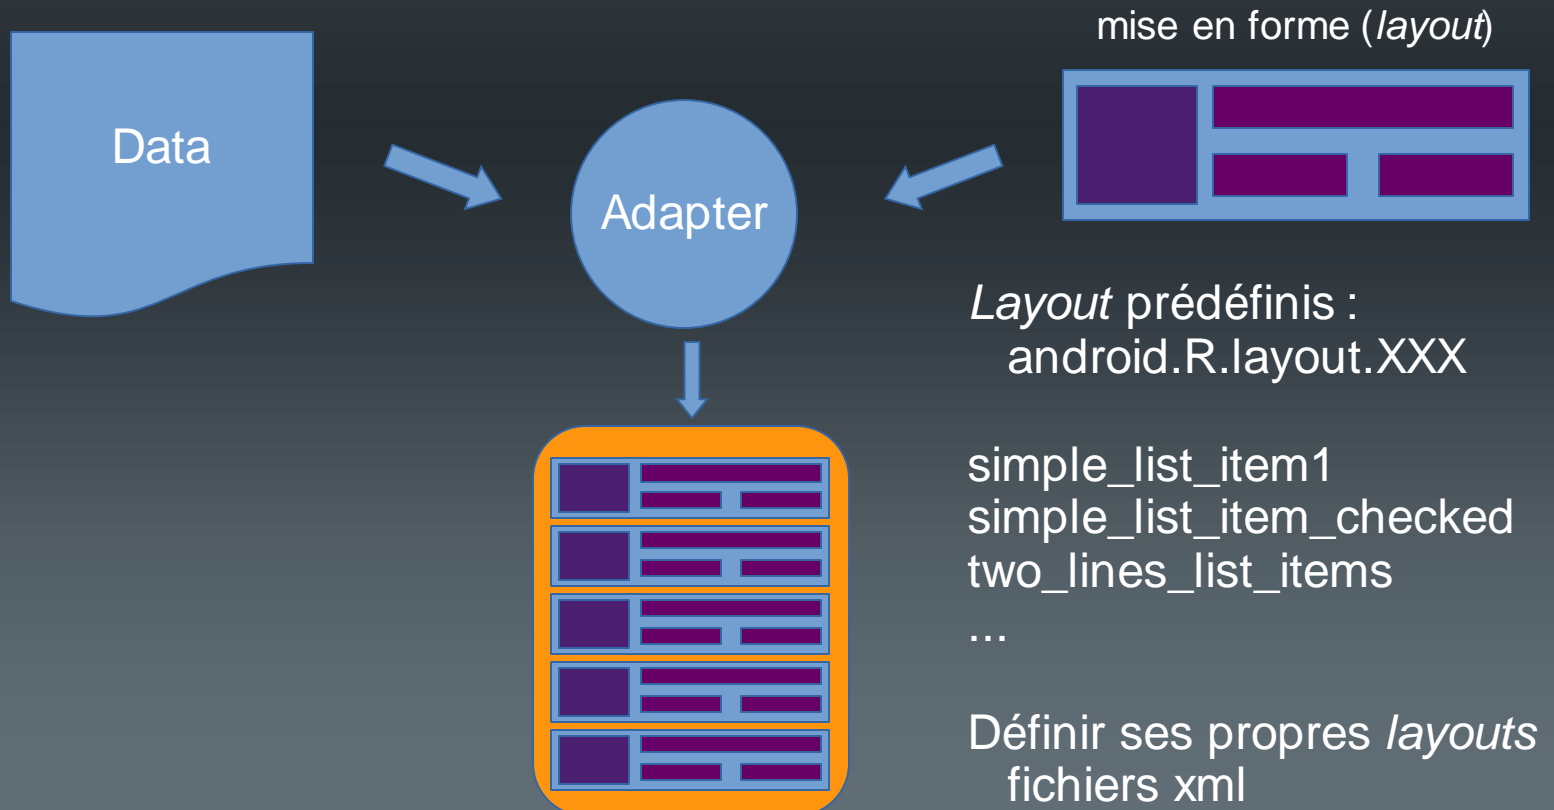 mise en forme (layout)
Data
Adapter
Layout prédéfinis :
android.R.layout.XXX
simple_list_item1
simple_list_item_checked
two_lines_list_items
...
Définir ses propres layouts
fichiers xml